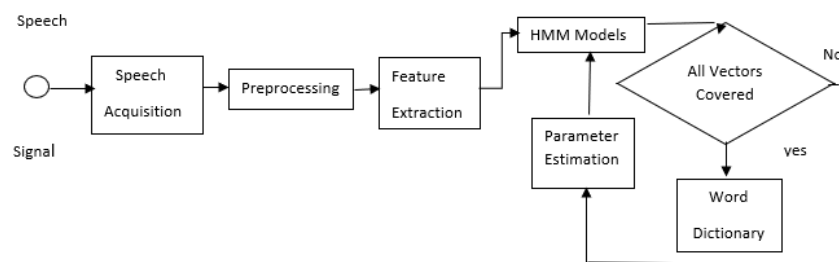 Speech
Signal
Speech
Acquisition
Preprocessing
Feature
Extraction
HMM Models
Parameter
Estimation
All Vectors
Covered
No
yes
Word
Dictionary